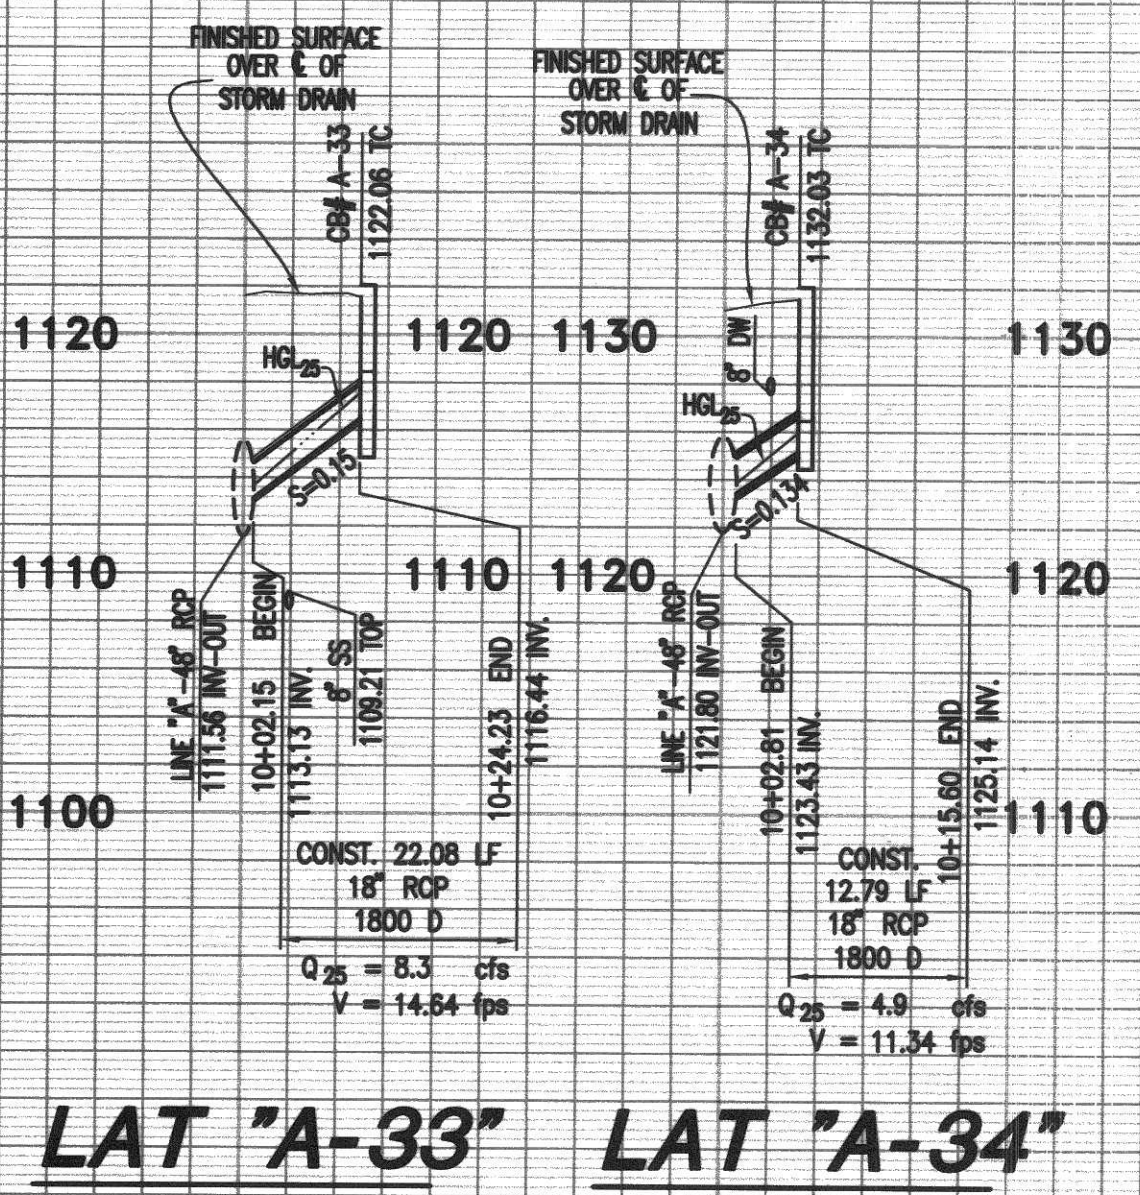 FINISHED SURFACE
OVER ℄ OF
STORM DRAIN
CB# A-33
1122.06 TC
1120
1120
HGL25
S=0.15
1110
1110
LINE "A"-48" RCP
1111.56 INV-OUT
10+02.15 BEGIN
1113.13 INV.
8" SS
1109.21 TOP
10+24.23 END
1116.44 INV.
1100
CONST. 22.08 LF
18" RCP
1800 D
Q25 = 8.3 cfs
V = 14.64 fps
LAT "A-33"
FINISHED SURFACE
OVER ℄ OF
STORM DRAIN
CB# A-34
1132.03 TC
1130
1130
8" DW
HGL25
S=0.134
1120
1120
LINE "A"-48" RCP
1121.80 INV-OUT
10+02.81 BEGIN
1123.43 INV.
10+15.60 END
1125.14 INV.
1110
CONST.
12.79 LF
18" RCP
1800 D
Q25 = 4.9 cfs
V = 11.34 fps
LAT "A-34"